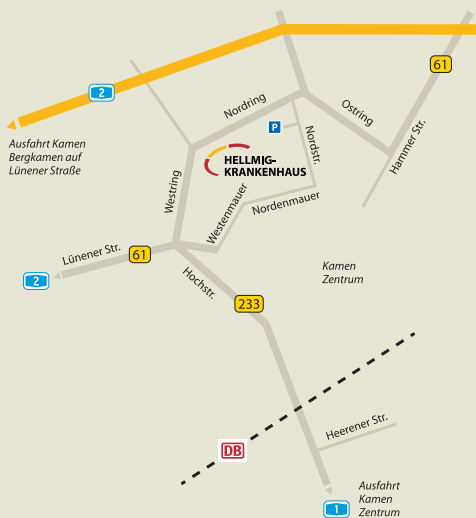 61
2
Nordring
Ostring
Hammer Str.
P
Nordstr.
Ausfahrt Kamen
Bergkamen auf
Lünener Straße
HELLMIG-
KRANKENHAUS
Westring
Westenmauer
Nordenmauer
Lünener Str.
61
2
Hochstr.
233
Kamen
Zentrum
Heerener Str.
DB
Ausfahrt
Kamen
Zentrum
1